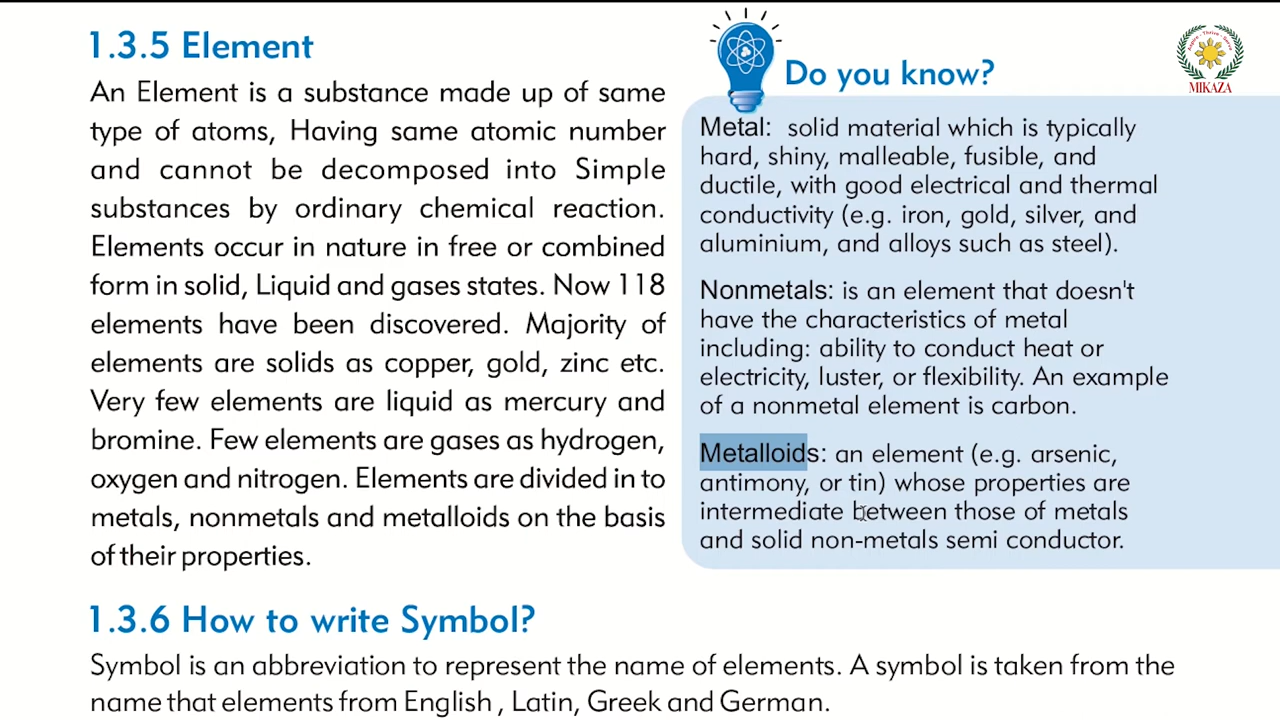 1.3.5 Element
An Element is a substance made up of same
type of atoms, Having same atomic number
and cannot be decomposed into Simple
substances by ordinary chemical reaction.
Elements occur in nature in free or combined
form in solid, Liquid and gases states. Now 118
elements have been discovered. Majority of
elements are solids as copper, gold, zinc etc.
Very few elements are liquid as mercury and
bromine. Few elements are gases as hydrogen,
oxygen and nitrogen. Elements are divided in to
metals, nonmetals and metalloids on the basis
of their properties.
Do you know?
Metal: solid material which is typically
hard, shiny, malleable, fusible, and
ductile, with good electrical and thermal
conductivity (e.g. iron, gold, silver, and
aluminium, and alloys such as steel).
Nonmetals: is an element that doesn't
have the characteristics of metal
including: ability to conduct heat or
electricity, luster, or flexibility. An example
of a nonmetal element is carbon.
Metalloids: an element (e.g. arsenic,
antimony, or tin) whose properties are
intermediate between those of metals
and solid non-metals semi conductor.
MIKAZA
1.3.6 How to write Symbol?
Symbol is an abbreviation to represent the name of elements. A symbol is taken from the
name that elements from English , Latin, Greek and German.